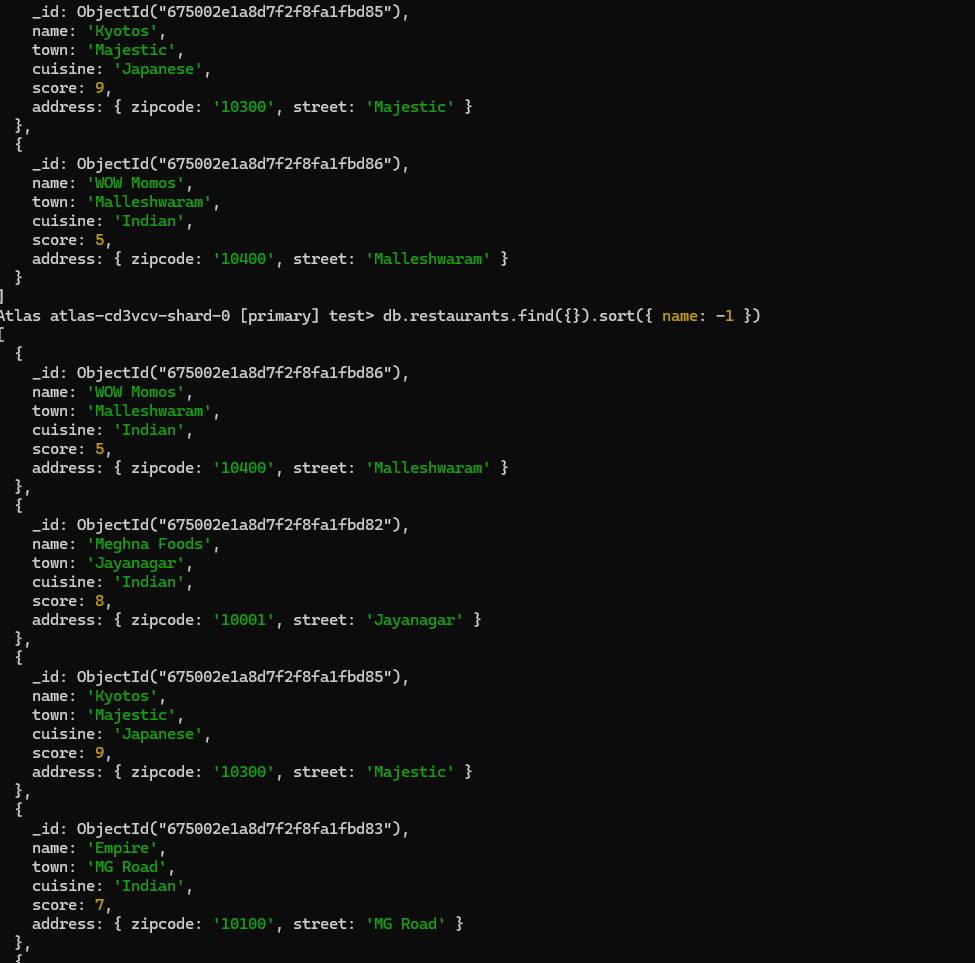 _id: ObjectId("675002e1a8d7f2f8fa1fbd85"),
name: 'Kyotos',
town: 'Majestic',
cuisine: 'Japanese',
score: 9,
address: { zipcode: '10300', street: 'Majestic' }
},
{
_id: ObjectId("675002e1a8d7f2f8fa1fbd86"),
name: 'WOW Momos',
town: 'Malleshwaram',
cuisine: 'Indian',
score: 5,
address: { zipcode: '10400', street: 'Malleshwaram' }
}
]
Atlas atlas-cd3vcv-shard-0 [primary] test> db.restaurants.find({}).sort({ name: -1 })
[
{
_id: ObjectId("675002e1a8d7f2f8fa1fbd86"),
name: 'WOW Momos',
town: 'Malleshwaram',
cuisine: 'Indian',
score: 5,
address: { zipcode: '10400', street: 'Malleshwaram' }
},
{
_id: ObjectId("675002e1a8d7f2f8fa1fbd82"),
name: 'Meghna Foods',
town: 'Jayanagar',
cuisine: 'Indian',
score: 8,
address: { zipcode: '10001', street: 'Jayanagar' }
},
{
_id: ObjectId("675002e1a8d7f2f8fa1fbd85"),
name: 'Kyotos',
town: 'Majestic',
cuisine: 'Japanese',
score: 9,
address: { zipcode: '10300', street: 'Majestic' }
},
{
_id: ObjectId("675002e1a8d7f2f8fa1fbd83"),
name: 'Empire',
town: 'MG Road',
cuisine: 'Indian',
score: 7,
address: { zipcode: '10100', street: 'MG Road' }
},
{